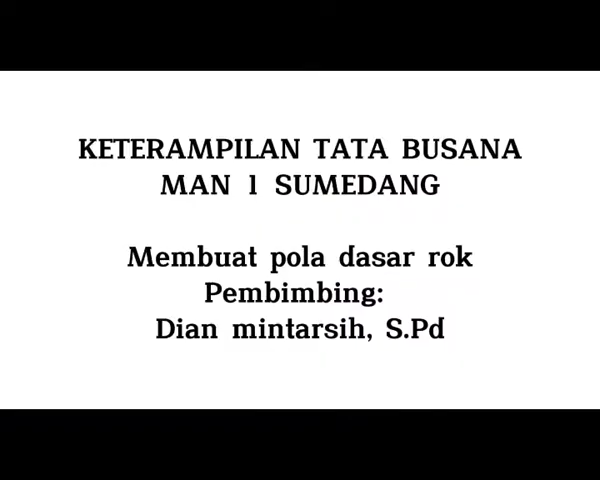 KETERAMPILAN TATA BUSANA
MAN 1 SUMEDANG
Membuat pola dasar rok
Pembimbing:
Dian mintarsih, S.Pd